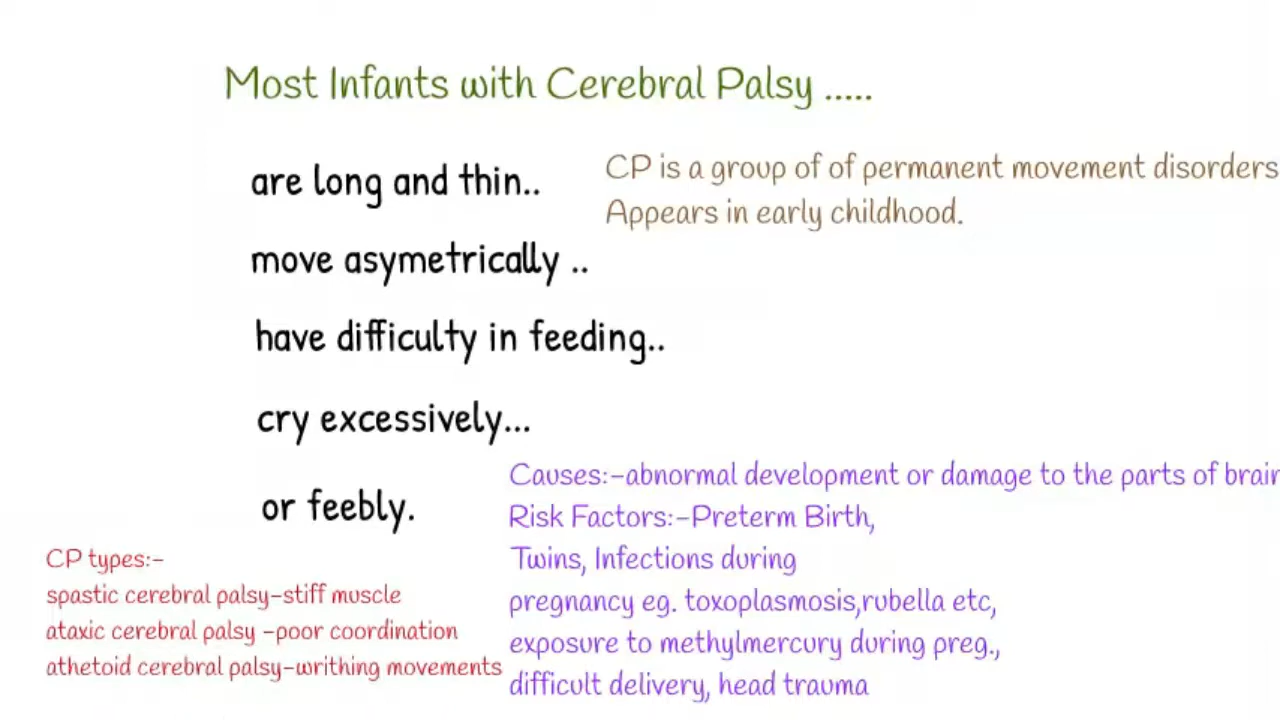 Most Infants with Cerebral Palsy .....
are long and thin..
CP is a group of of permanent movement disorders
Appears in early childhood.
move asymetrically ..
have difficulty in feeding..
cry excessively...
or feebly.
Causes:-abnormal development or damage to the parts of brain
Risk Factors:-Preterm Birth,
Twins, Infections during
pregnancy eg. toxoplasmosis,rubella etc,
exposure to methylmercury during preg.,
difficult delivery, head trauma
CP types:-
spastic cerebral palsy-stiff muscle
ataxic cerebral palsy -poor coordination
athetoid cerebral palsy-writhing movements